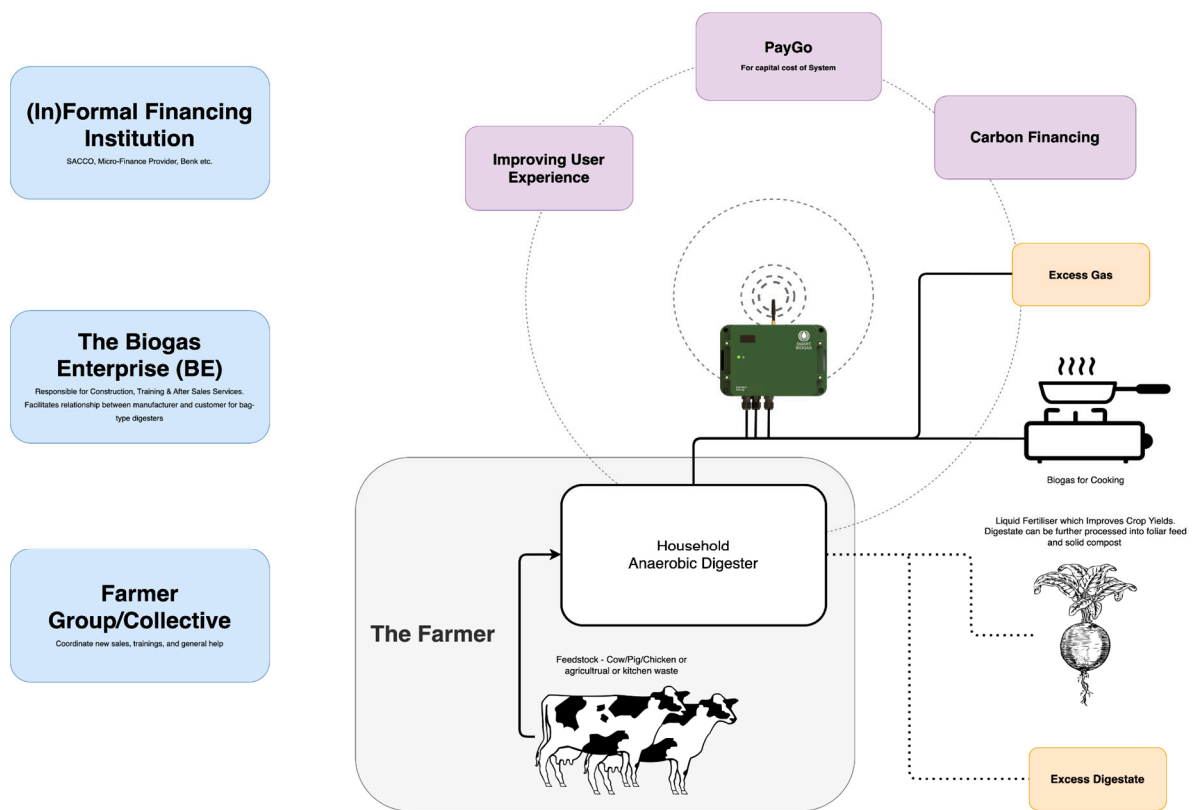 PayGo
For capital cost of System
(In)Formal Financing
Institution
SACCO, Micro-Finance Provider, Benk etc.
Improving User
Experience
Carbon Financing
Excess Gas
SMART
BIOGAS
The Biogas
Enterprise (BE)
Responsible for Construction, Training & After Sales Services.
Facilitates relationship between manufacturer and customer for bag-
type digesters
Biogas for Cooking
Liquid Fertiliser which Improves Crop Yields.
Digestate can be further processed into foliar feed
and solid compost
Household
Anaerobic Digester
Farmer
Group/Collective
Coordinate new sales, trainings, and general help
The Farmer
Feedstock - Cow/Pig/Chicken or
agricultrual or kitchen waste
Excess Digestate